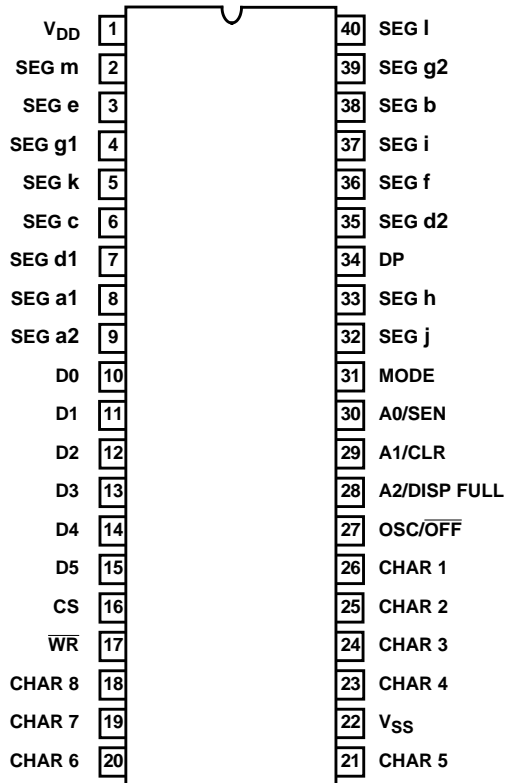 VDD 1 40 SEG l
SEG m 2 39 SEG g2
SEG e 3 38 SEG b
SEG g1 4 37 SEG i
SEG k 5 36 SEG f
SEG c 6 35 SEG d2
SEG d1 7 34 DP
SEG a1 8 33 SEG h
SEG a2 9 32 SEG j
D0 10 31 MODE
D1 11 30 A0/SEN
D2 12 29 A1/CLR
D3 13 28 A2/DISP FULL
D4 14 27 OSC/OFF
D5 15 26 CHAR 1
CS 16 25 CHAR 2
WR 17 24 CHAR 3
CHAR 8 18 23 CHAR 4
CHAR 7 19 22 VSS
CHAR 6 20 21 CHAR 5